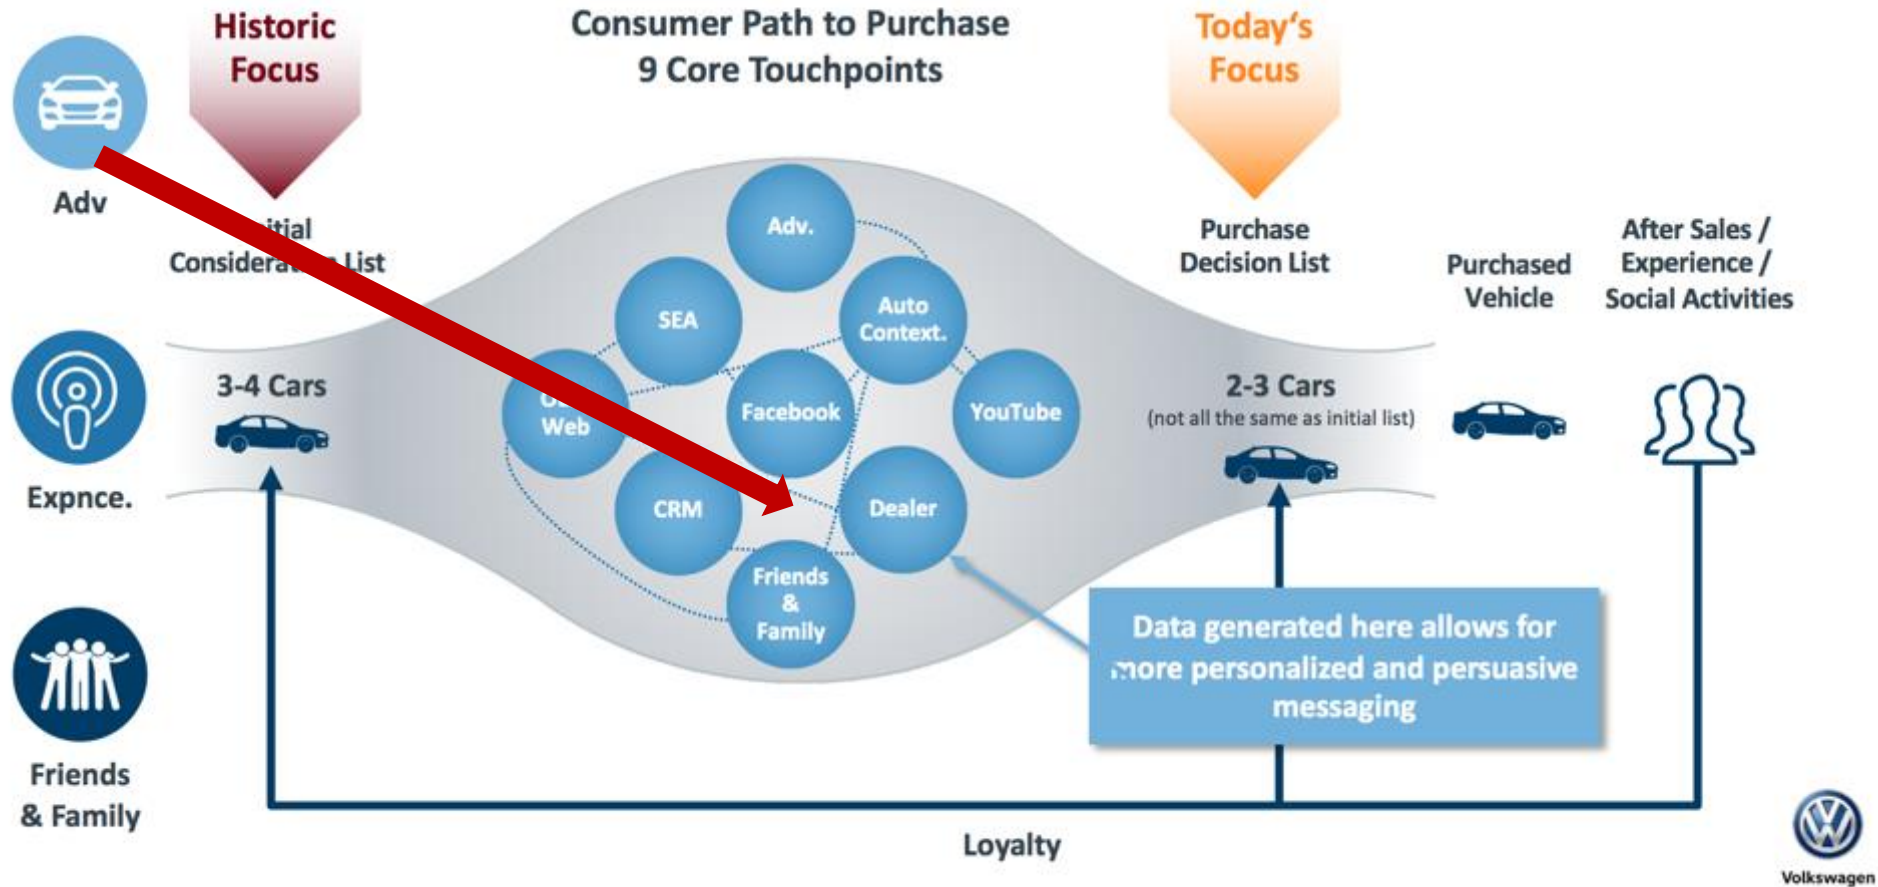 Historic
Focus
Consumer Path to Purchase
9 Core Touchpoints
Today's
Focus
Adv
Consideration List
Purchase
Decision List
Purchased
Vehicle
After Sales /
Experience /
Social Activities
Adv.
SEA
Auto
Context.
Web
Facebook
YouTube
3-4 Cars
2-3 Cars
(not all the same as initial list)
Expnce.
CRM
Dealer
Friends
&
Family
Data generated here allows for
more personalized and persuasive
messaging
Friends
& Family
Loyalty
Volkswagen